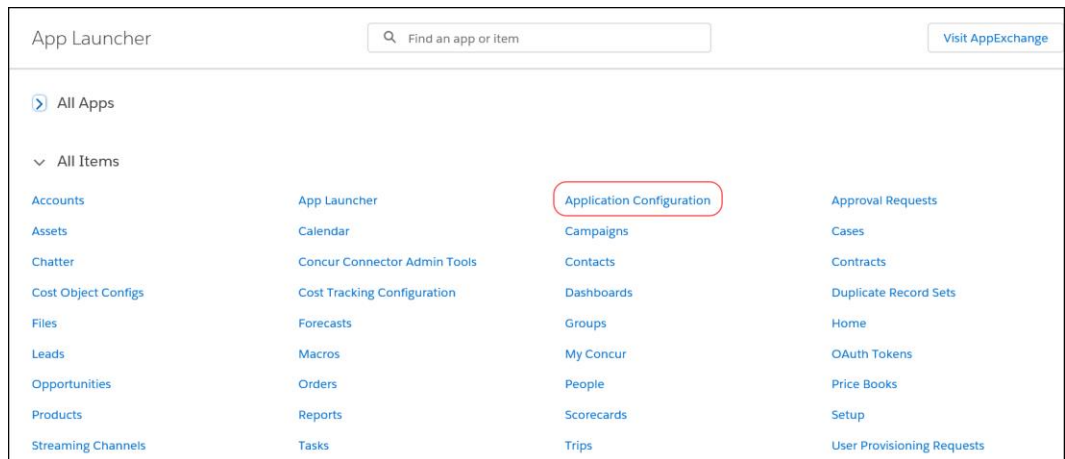 App Launcher
Find an app or item
Visit AppExchange
All Apps
All Items
Accounts App Launcher Application Configuration Approval Requests
Assets Calendar Campaigns Cases
Chatter Concur Connector Admin Tools Contacts Contracts
Cost Object Configs Cost Tracking Configuration Dashboards Duplicate Record Sets
Files Forecasts Groups Home
Leads Macros My Concur OAuth Tokens
Opportunities Orders People Price Books
Products Reports Scorecards Setup
Streaming Channels Tasks Trips User Provisioning Requests